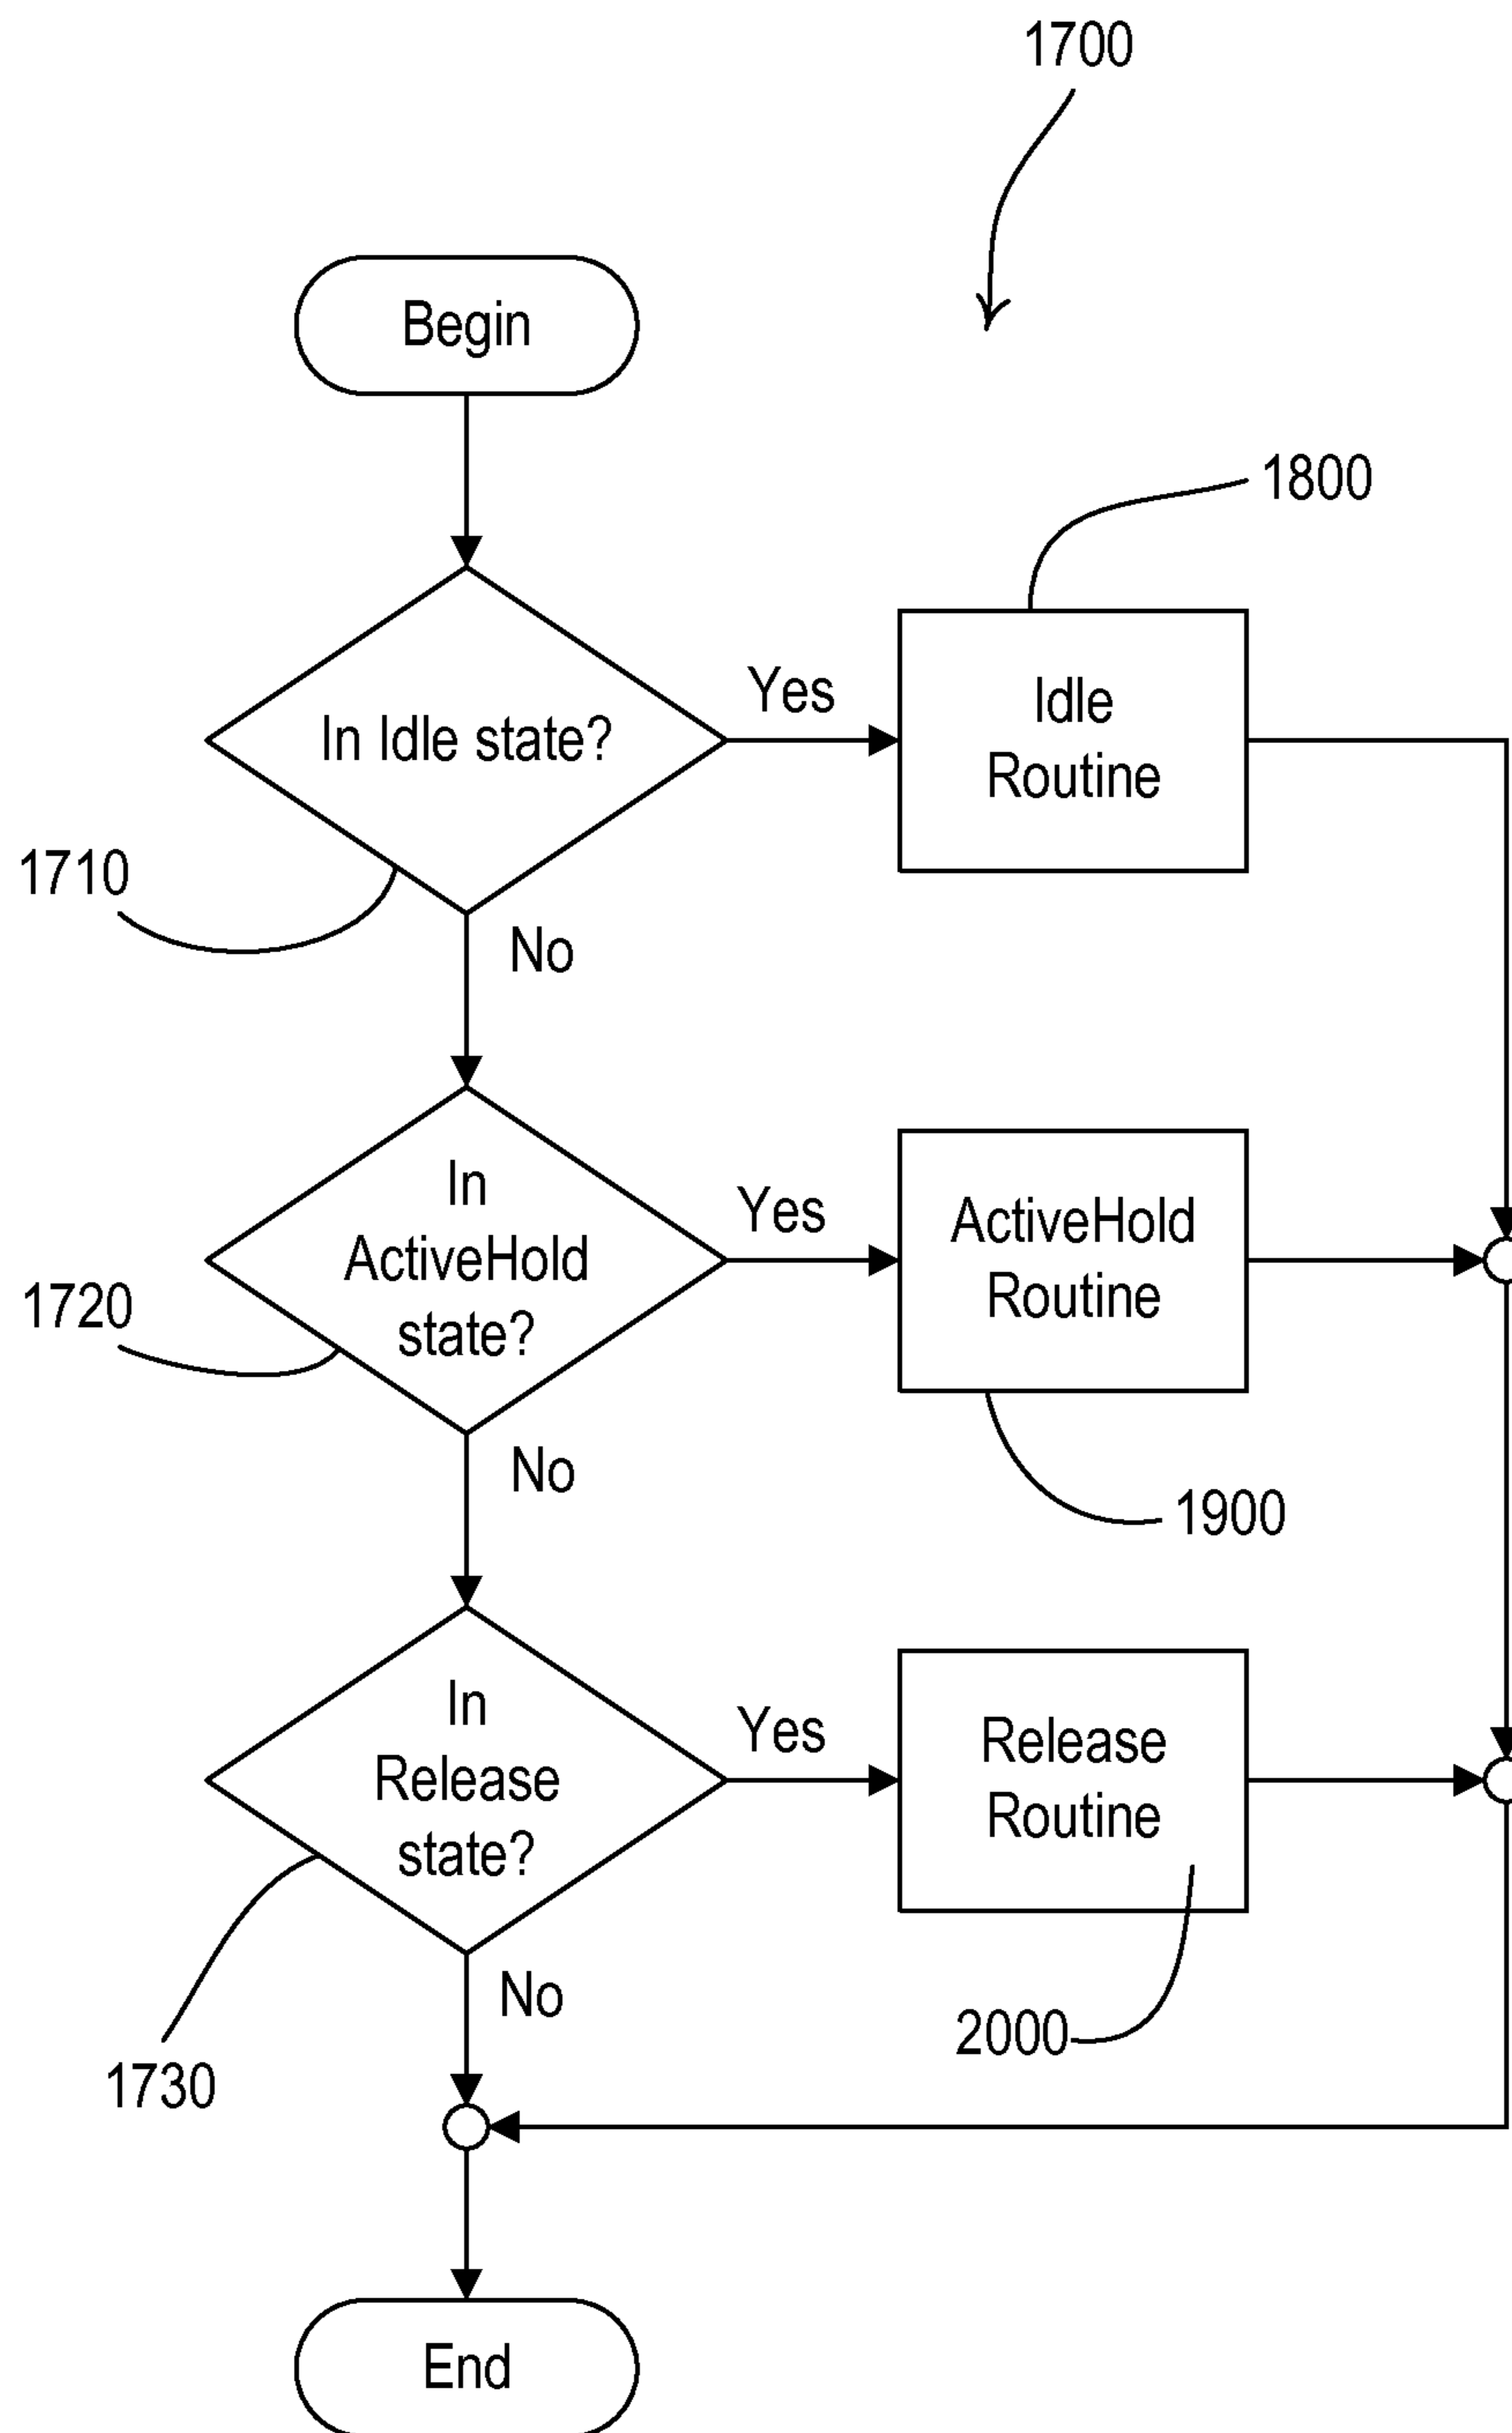 1700
Begin
1800
In Idle state?
Yes
Idle
Routine
1710
No
In
ActiveHold
state?
Yes
ActiveHold
Routine
1720
No
1900
In
Release
state?
Yes
Release
Routine
No
2000
1730
End